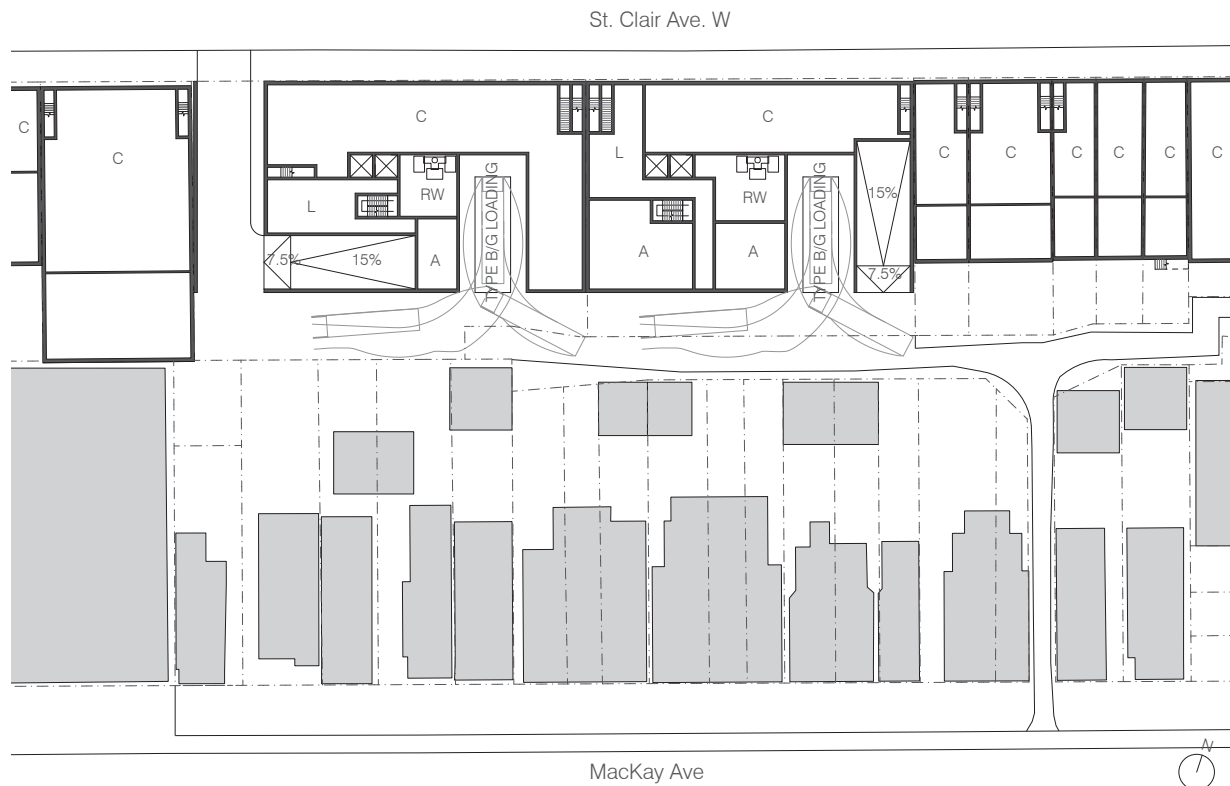 St. Clair Ave. W
C
C
C
C
C
C
C
C
C
C
L
RW
L
RW
A
A
A
7.5%
15%
15%
7.5%
TYPE B/G LOADING
TYPE B/G LOADING
MacKay Ave
N